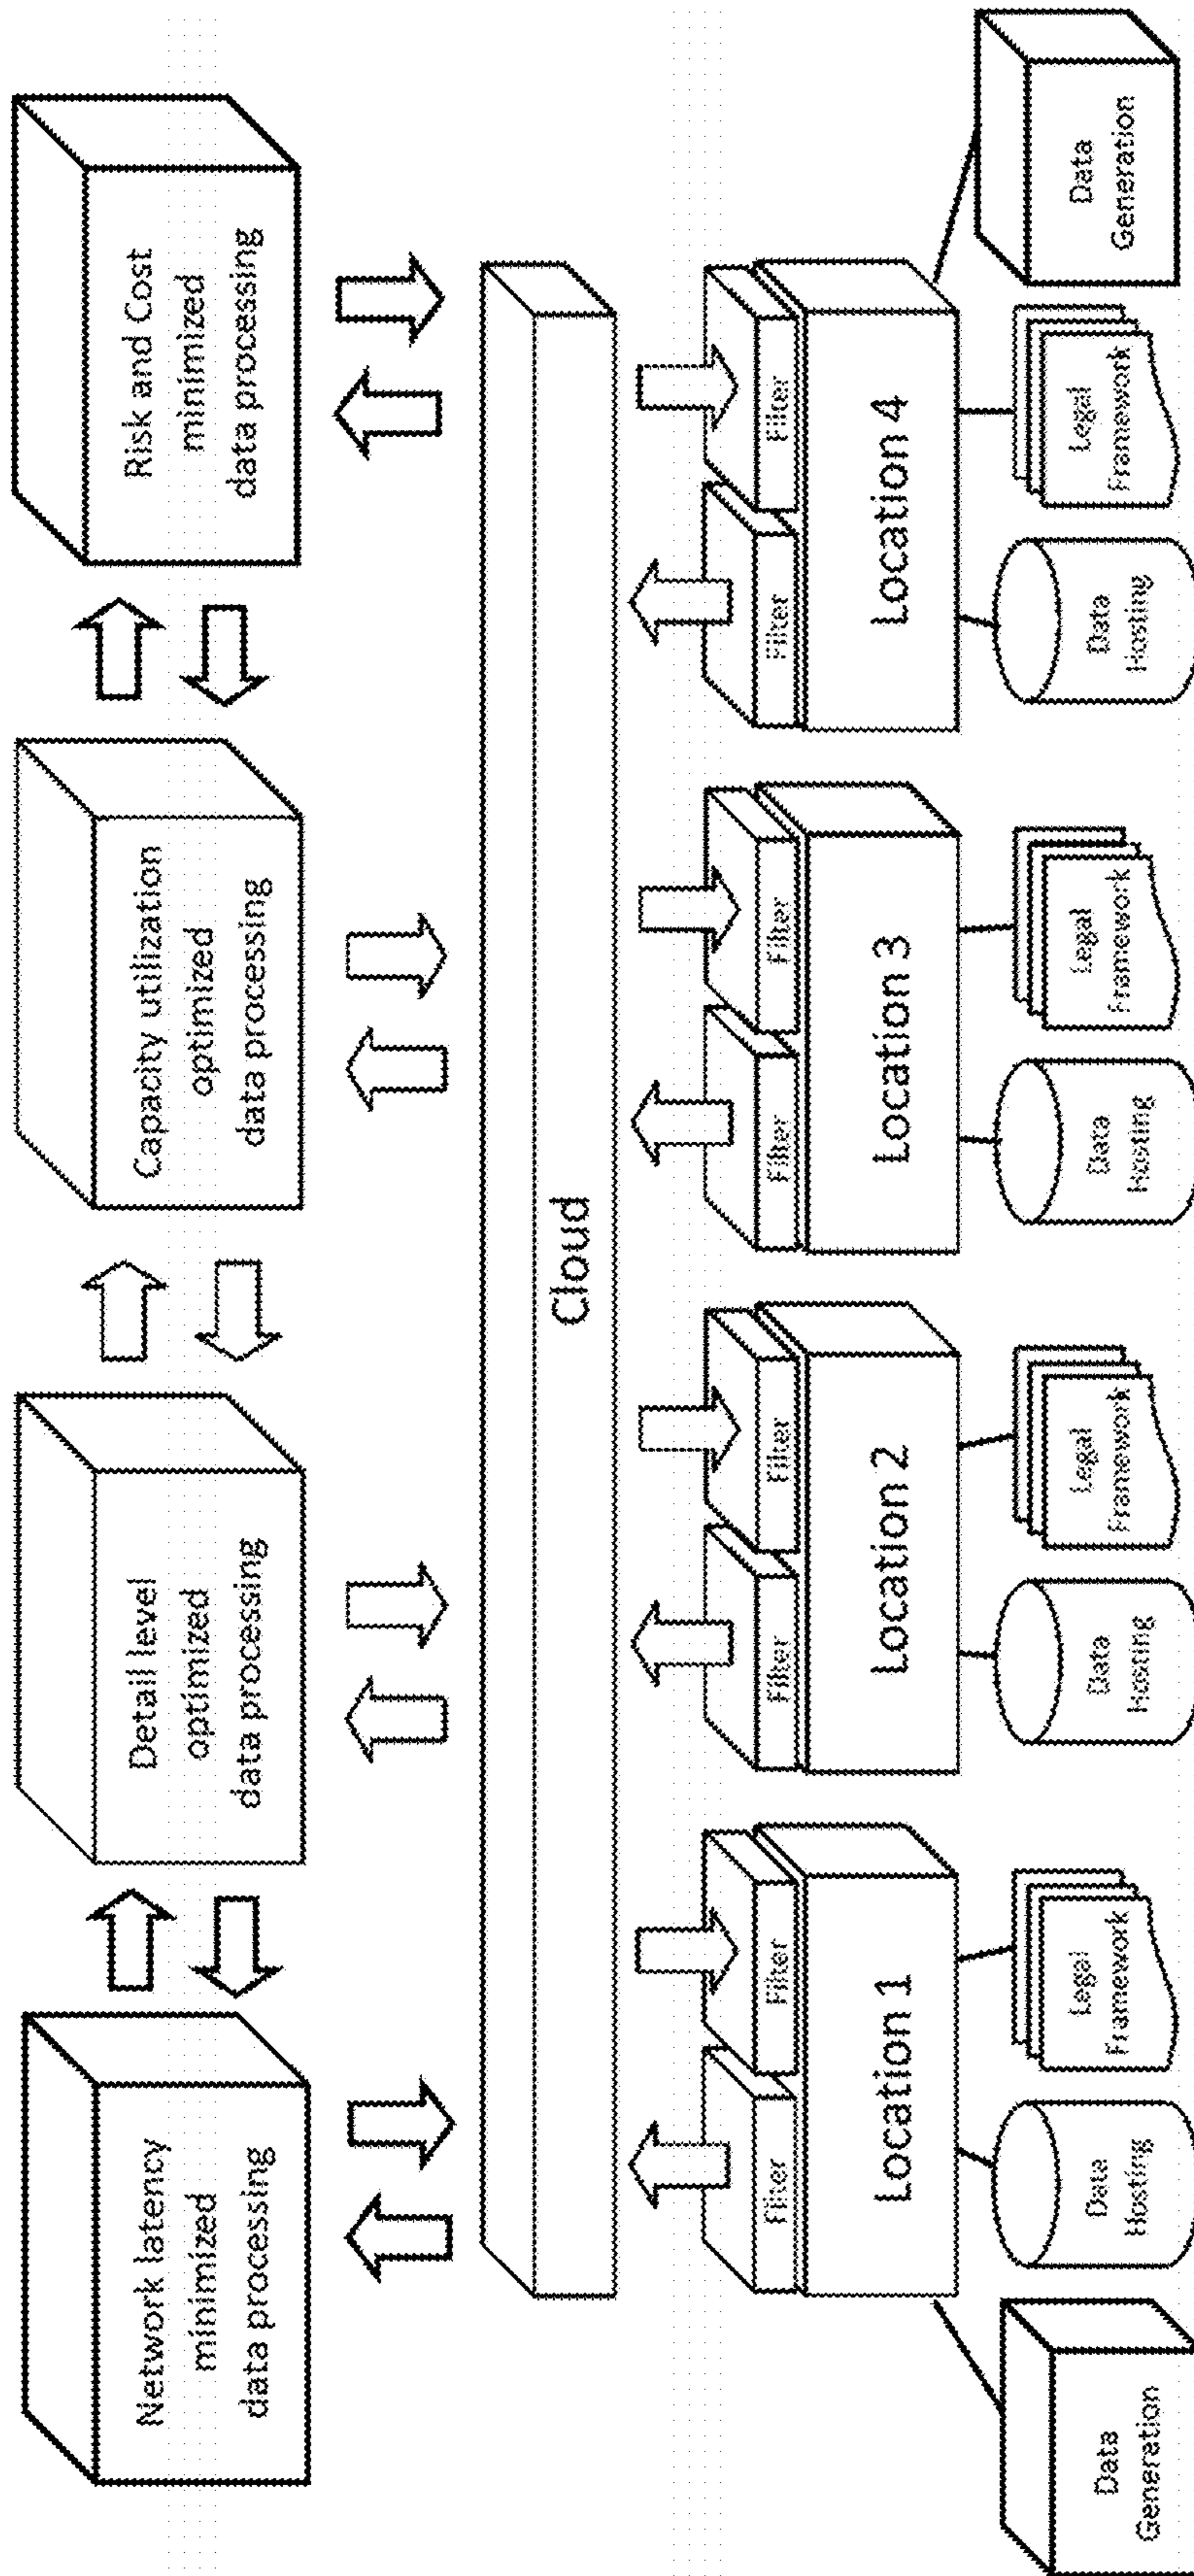 Network latency
minimized
data processing
Detail level
optimized
data processing
Capacity utilization
optimized
data processing
Risk and Cost
minimized
data processing
Cloud
Filter
Filter
Filter
Filter
Filter
Filter
Filter
Filter
Location 1
Location 2
Location 3
Location 4
Data
Generation
Data
Hosting
Legal
Framework
Data
Hosting
Legal
Framework
Data
Hosting
Legal
Framework
Data
Hosting
Legal
Framework
Data
Generation